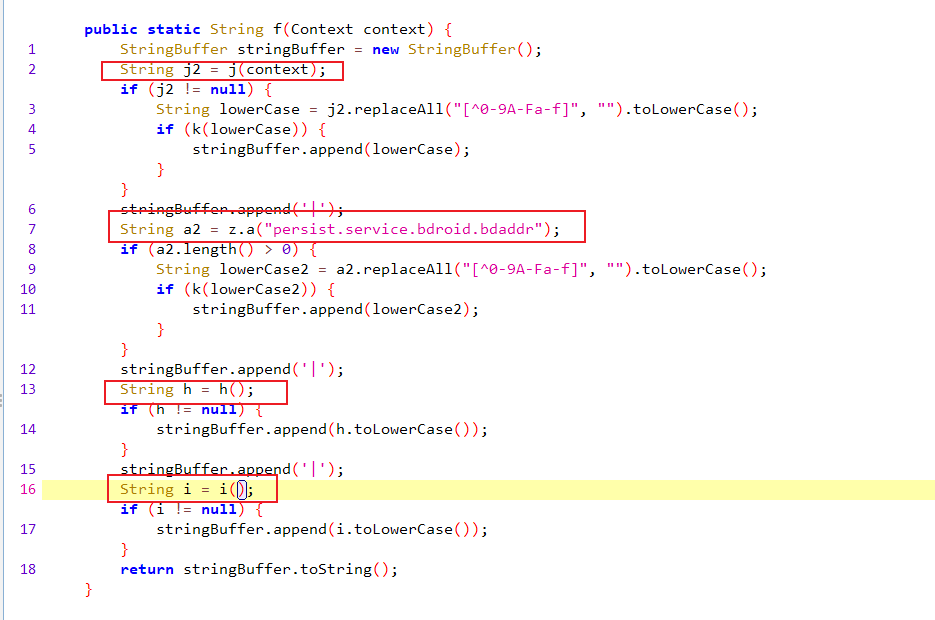 public static String f(Context context) {
1 StringBuffer stringBuffer = new StringBuffer();
2 String j2 = j(context);
if (j2 != null) {
3 String lowerCase = j2.replaceAll("[^0-9A-Fa-f]", "").toLowerCase();
4 if (k(lowerCase)) {
5 stringBuffer.append(lowerCase);
}
}
6 stringBuffer.append('|');
7 String a2 = z.a("persist.service.bdroid.bdaddr");
8 if (a2.length() > 0) {
9 String lowerCase2 = a2.replaceAll("[^0-9A-Fa-f]", "").toLowerCase();
10 if (k(lowerCase2)) {
11 stringBuffer.append(lowerCase2);
}
}
12 stringBuffer.append('|');
13 String h = h();
if (h != null) {
14 stringBuffer.append(h.toLowerCase());
}
15 stringBuffer.append('|');
16 String i = i();
if (i != null) {
17 stringBuffer.append(i.toLowerCase());
}
18 return stringBuffer.toString();
}